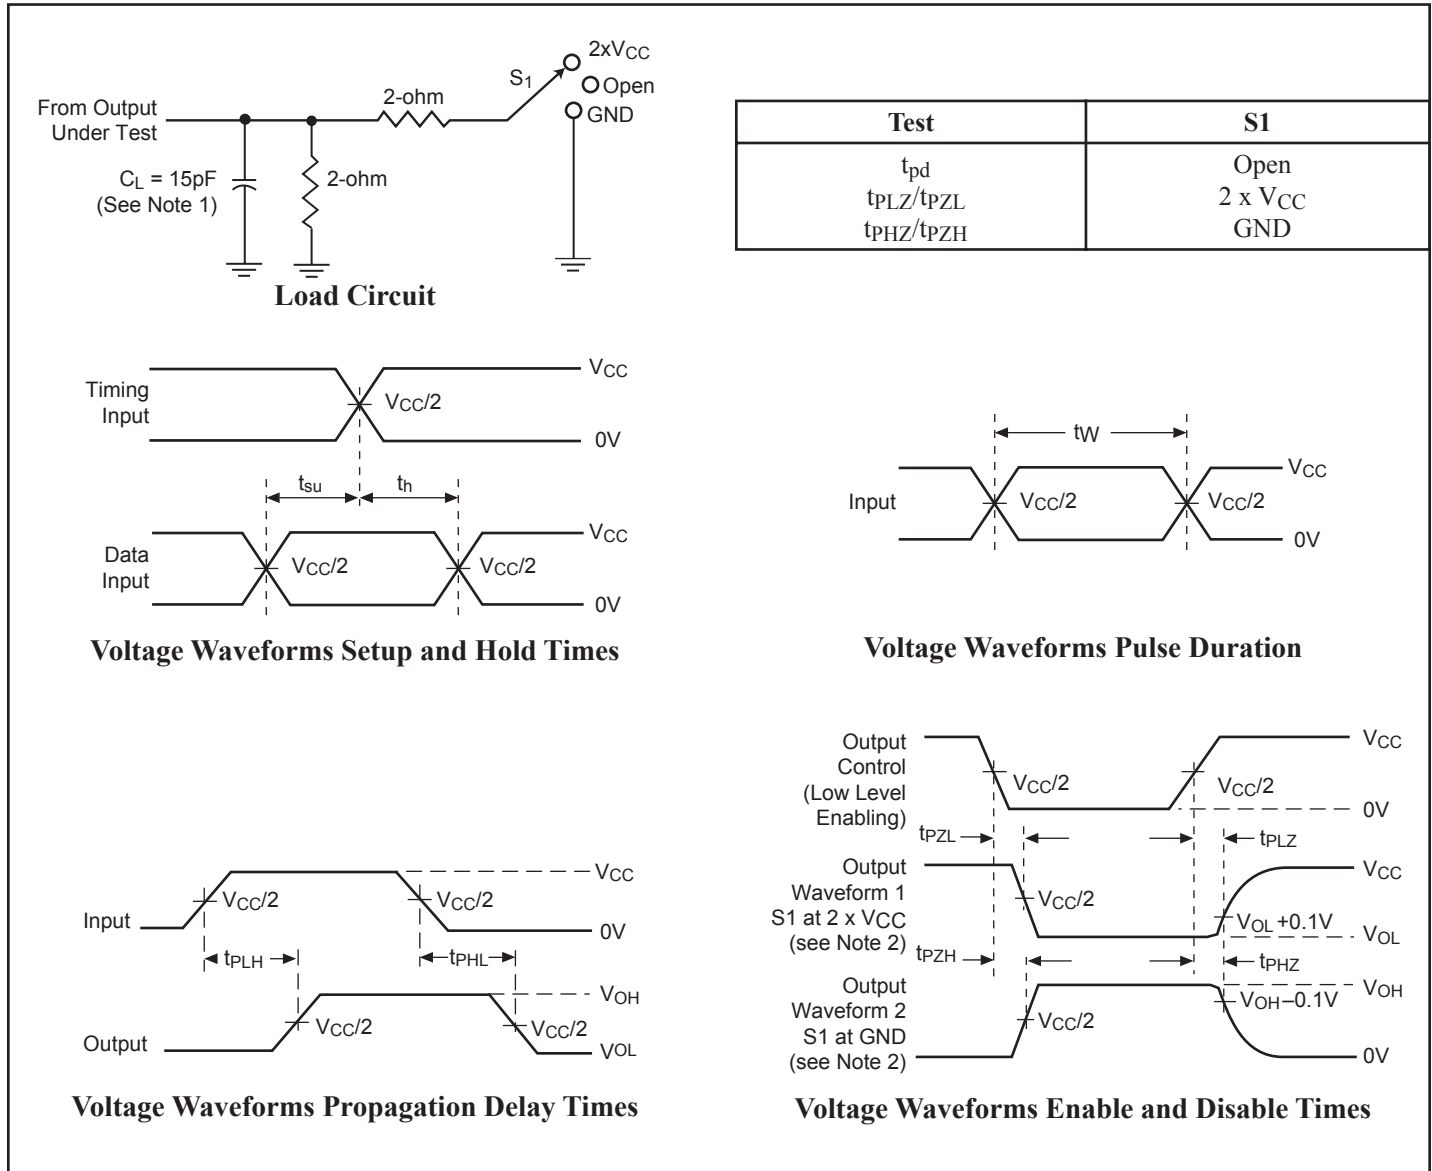 2xVCC
S1
Open
2-ohm
GND
From Output
Under Test
CL = 15pF
(See Note 1)
2-ohm
Load Circuit
Test S1
tpd Open
tPLZ/tPZL 2 x VCC
tPHZ/tPZH GND
Timing
Input
VCC
VCC/2
0V
tsu
th
Data
Input
VCC
VCC/2
VCC/2
0V
Voltage Waveforms Setup and Hold Times
tW
Input
VCC
VCC/2
VCC/2
0V
Voltage Waveforms Pulse Duration
Input
VCC
VCC/2
VCC/2
0V
tPLH
tPHL
Output
VOH
VCC/2
VCC/2
VOL
Voltage Waveforms Propagation Delay Times
Output
Control
(Low Level
Enabling)
VCC
VCC/2
VCC/2
0V
tPZL
tPLZ
Output
Waveform 1
S1 at 2 x VCC
(see Note 2)
VCC
VCC/2
VOL +0.1V
VOL
tPZH
tPHZ
Output
Waveform 2
S1 at GND
(see Note 2)
VOH
VOH–0.1V
VCC/2
0V
Voltage Waveforms Enable and Disable Times